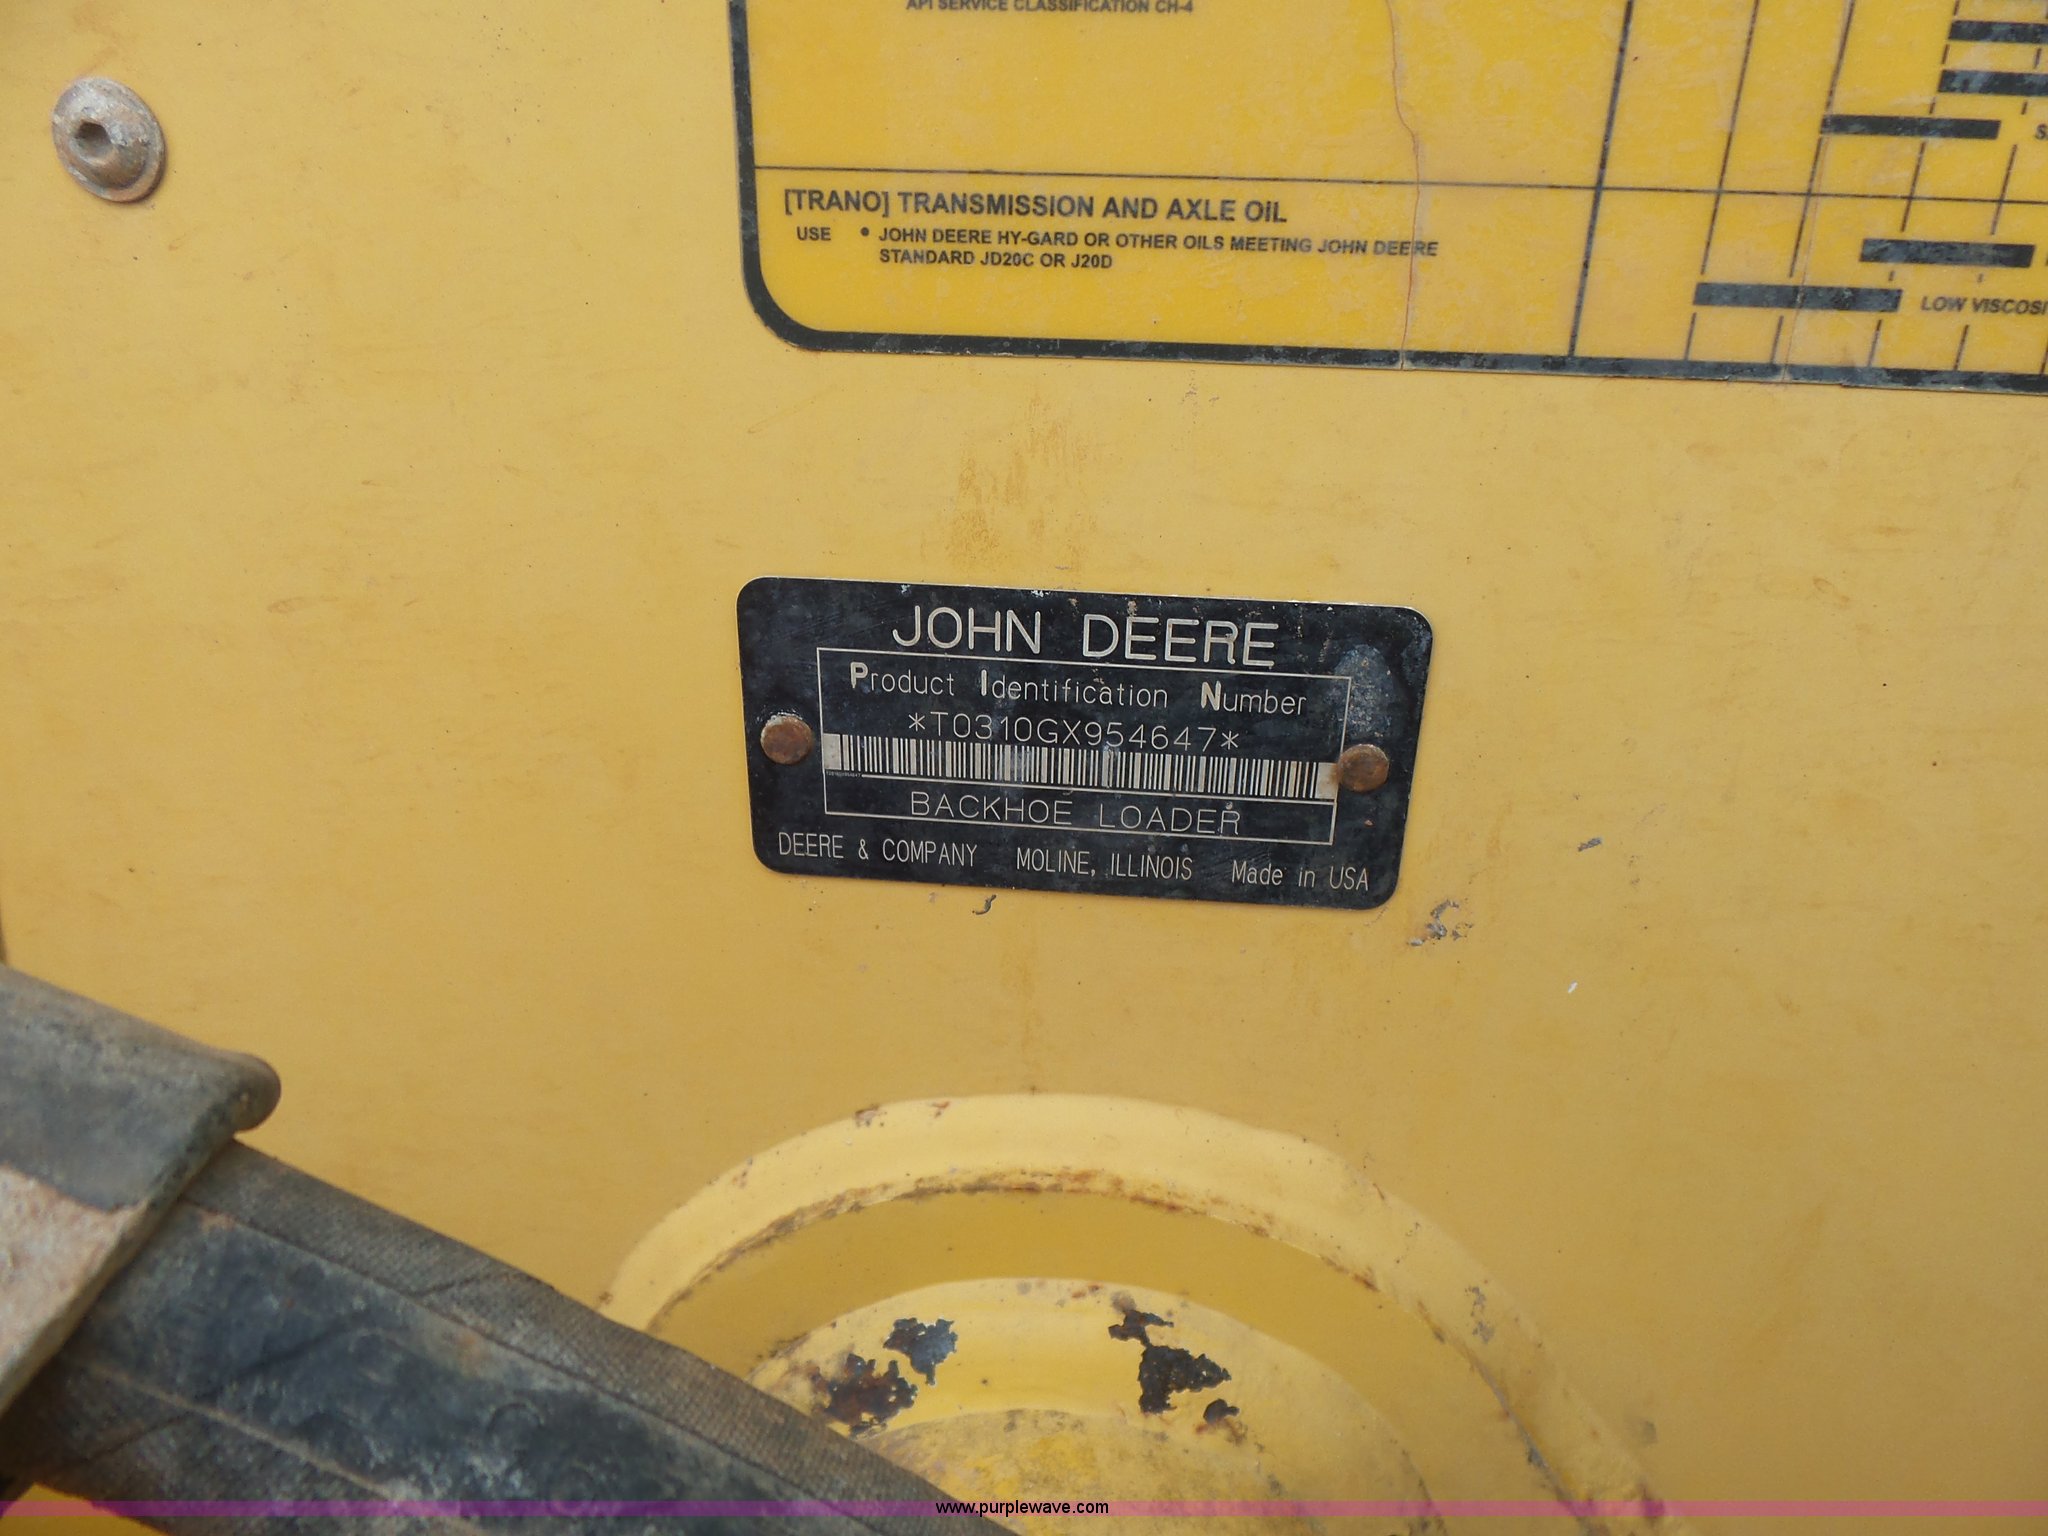 API SERVICE CLASSIFICATION CH-4
[TRANO] TRANSMISSION AND AXLE OIL
USE • JOHN DEERE HY-GARD OR OTHER OILS MEETING JOHN DEERE
STANDARD JD20C OR J20D
LOW VISCOSI
JOHN DEERE
Product Identification Number
*T0310GX954647*
BACKHOE LOADER
DEERE & COMPANY MOLINE, ILLINOIS Made in USA
www.purplewave.com